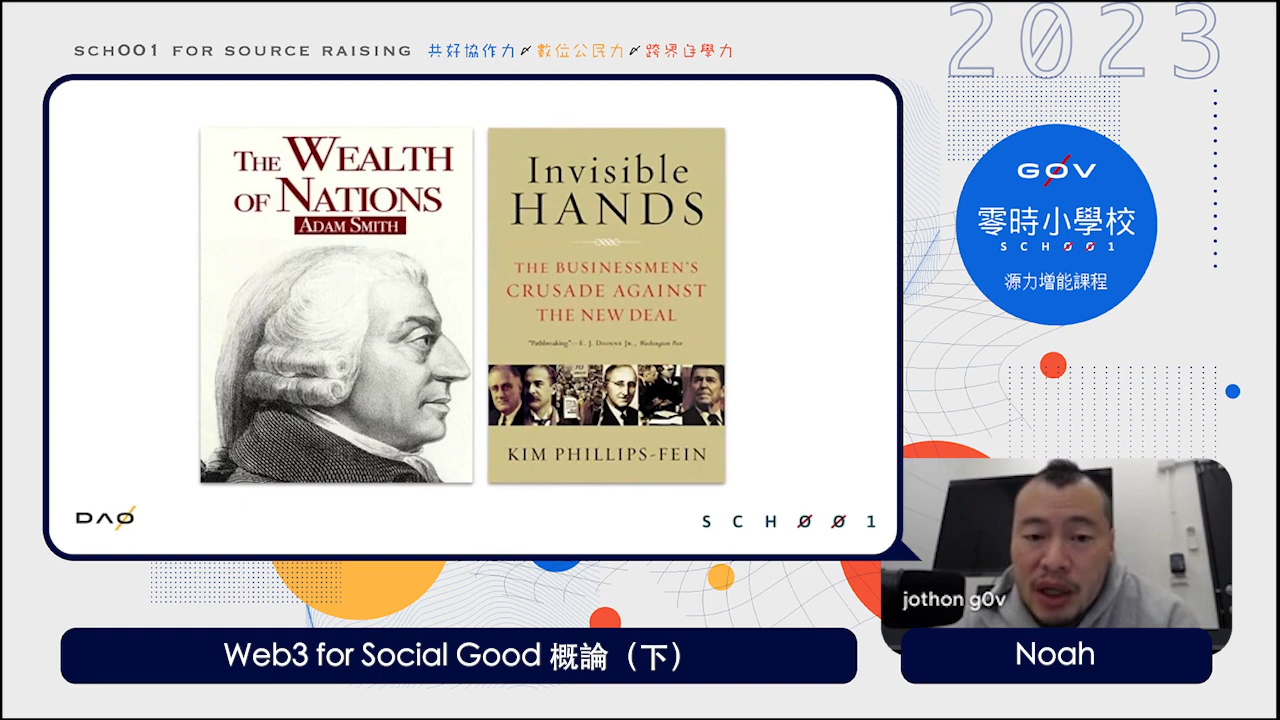 SCH001 FOR SOURCE RAISING 共好協作力 〃 數位公民力 〃 跨界自學力
2023
G0V
零時小學校
SCH001
源力增能課程
THE WEALTH
OF NATIONS
ADAM SMITH
Invisible
HANDS
THE BUSINESSMEN'S
CRUSADE AGAINST
THE NEW DEAL
"Pathbreaking."—E. J. DIONNE JR., Washington Post
KIM PHILLIPS-FEIN
DAO
SCH001
jothon g0v
Web3 for Social Good 概論（下）
Noah